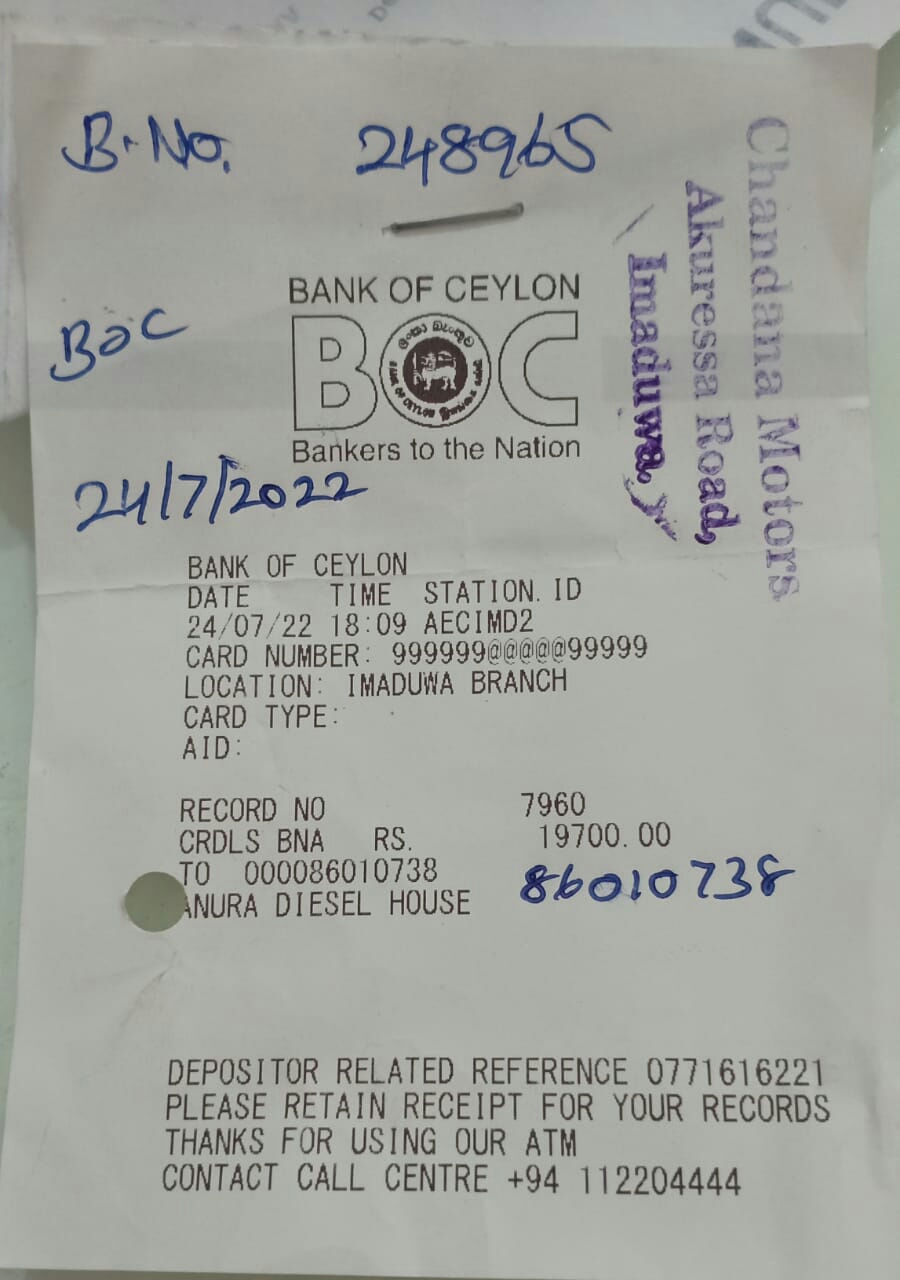 B.No. 248965
BOC
24/7/2022
BANK OF CEYLON
BOC
Bankers to the Nation
Chandana Motors
Akuressa Road,
Imaduwa.
BANK OF CEYLON
DATE TIME STATION.ID
24/07/22 18:09 AECIMD2
CARD NUMBER: 999999@@@@@99999
LOCATION: IMADUWA BRANCH
CARD TYPE:
AID:
RECORD NO 7960
CRDLS BNA RS. 19700.00
TO 000086010738
86010738
ANURA DIESEL HOUSE
DEPOSITOR RELATED REFERENCE 0771616221
PLEASE RETAIN RECEIPT FOR YOUR RECORDS
THANKS FOR USING OUR ATM
CONTACT CALL CENTRE +94 112204444